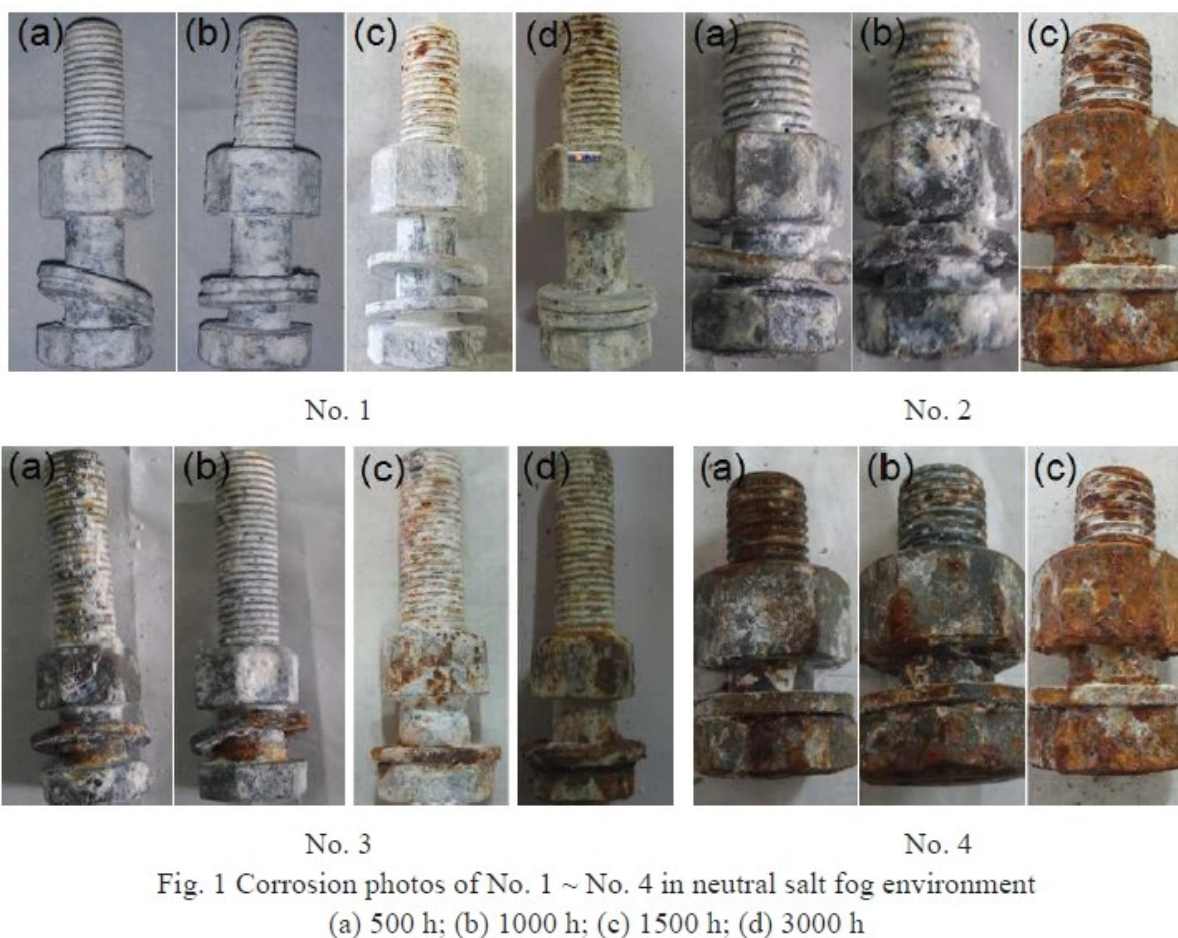 (a) (b) (c) (d) (a) (b) (c)
No. 1 No. 2
(a) (b) (c) (d) (a) (b) (c)
No. 3 No. 4
Fig. 1 Corrosion photos of No. 1 ~ No. 4 in neutral salt fog environment
(a) 500 h; (b) 1000 h; (c) 1500 h; (d) 3000 h